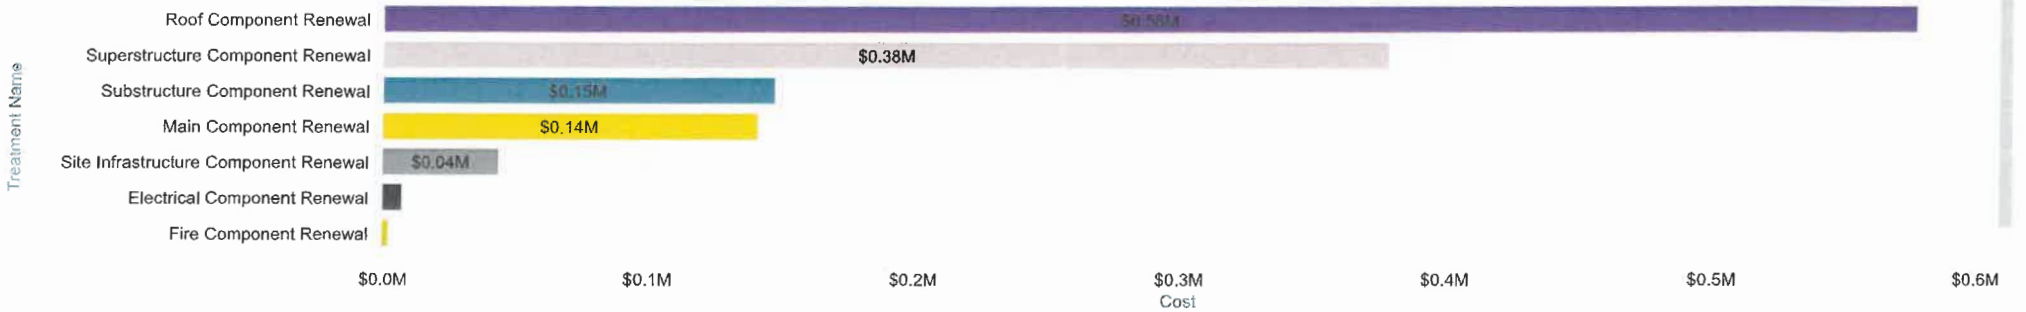 Treatment Name
Roof Component Renewal $0.58M
Superstructure Component Renewal $0.38M
Substructure Component Renewal $0.15M
Main Component Renewal $0.14M
Site Infrastructure Component Renewal $0.04M
Electrical Component Renewal
Fire Component Renewal
$0.0M $0.1M $0.2M $0.3M $0.4M $0.5M $0.6M
Cost